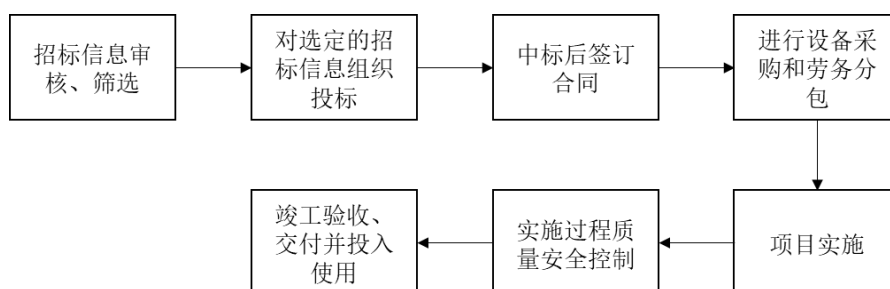 招标信息审
核、筛选
对选定的招
标信息组织
投标
中标后签订
合同
进行设备采
购和劳务分
包
项目实施
实施过程质
量安全控制
竣工验收、
交付并投入
使用